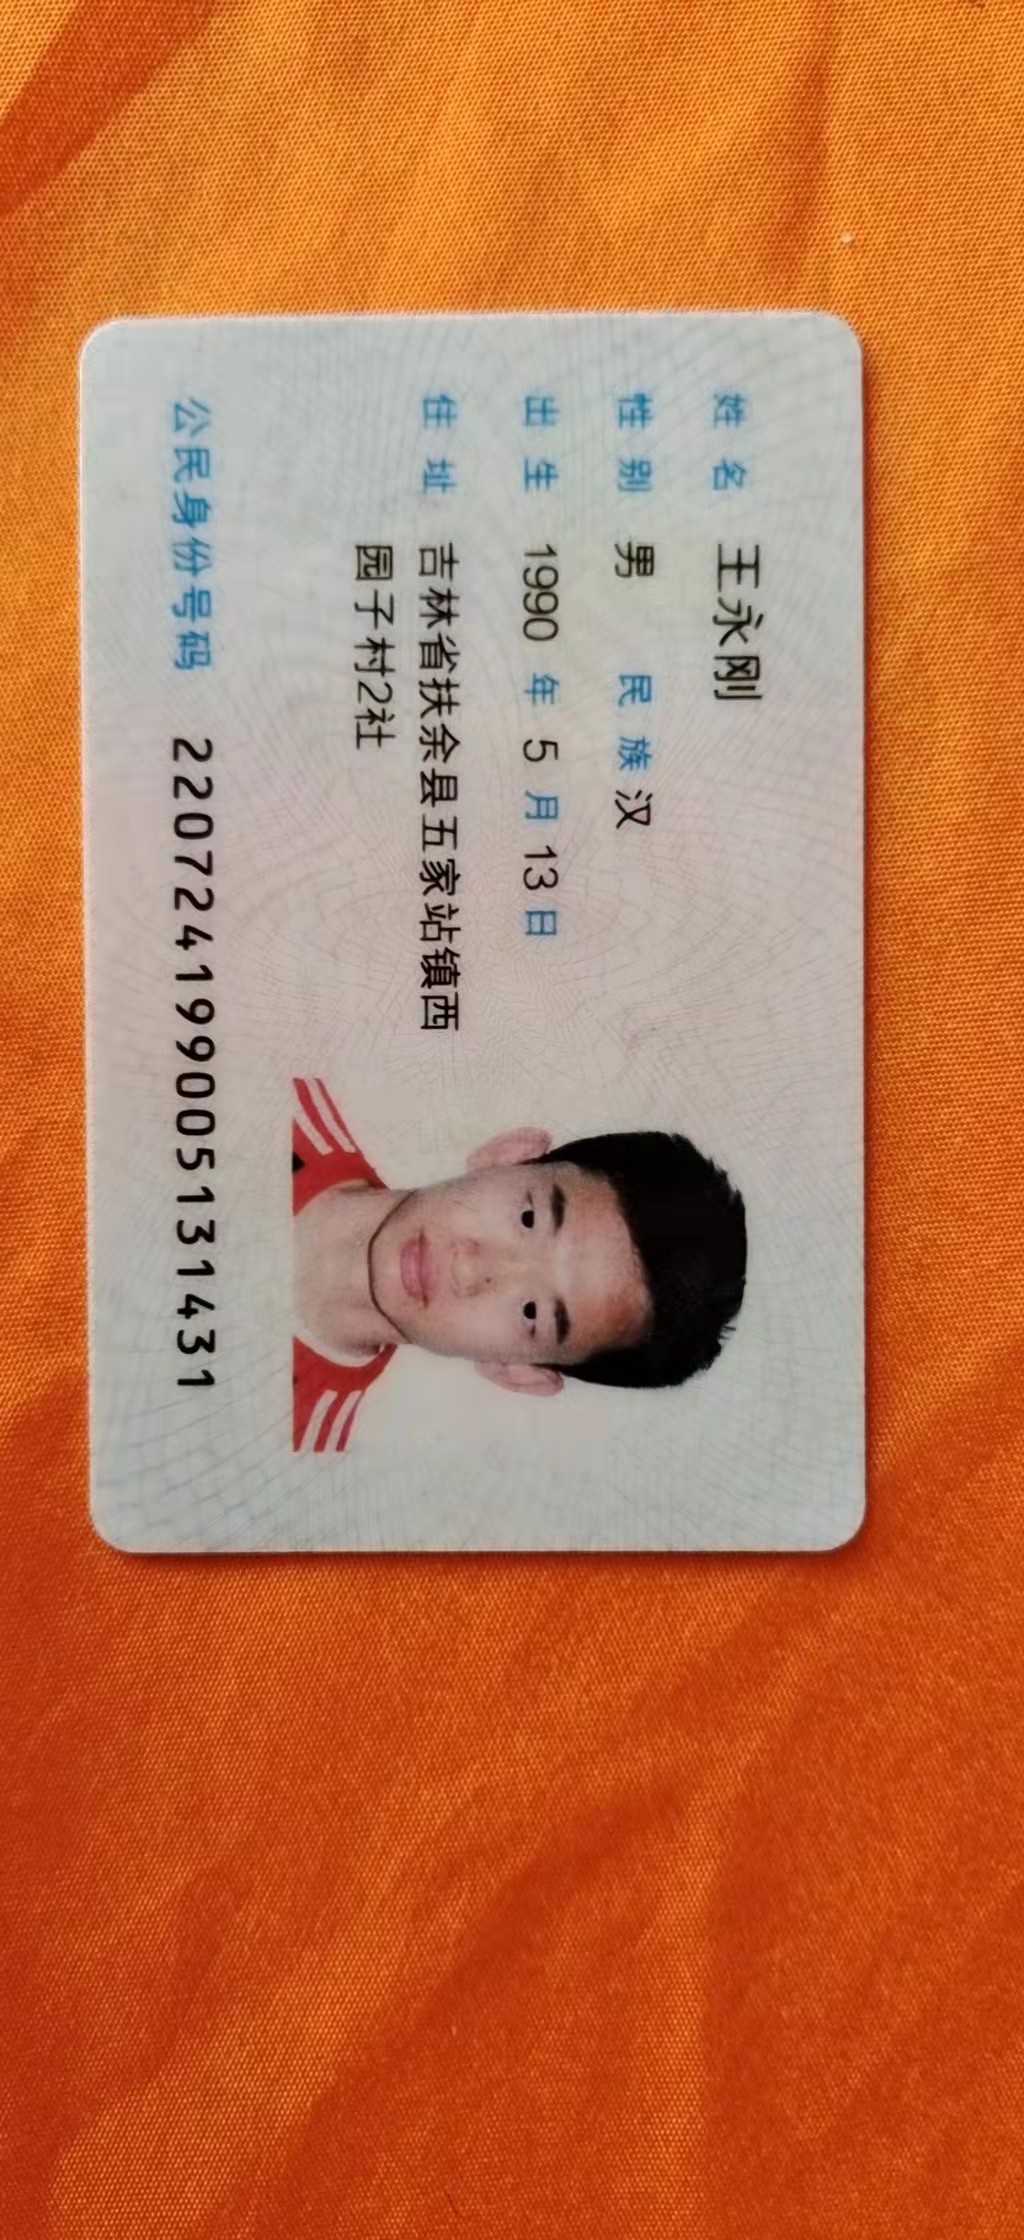 姓名 王永刚
性别 男 民族 汉
出生 1990 年 5 月 13 日
住址 吉林省扶余县五家站镇西
园子村2社
公民身份号码 220724199005131431